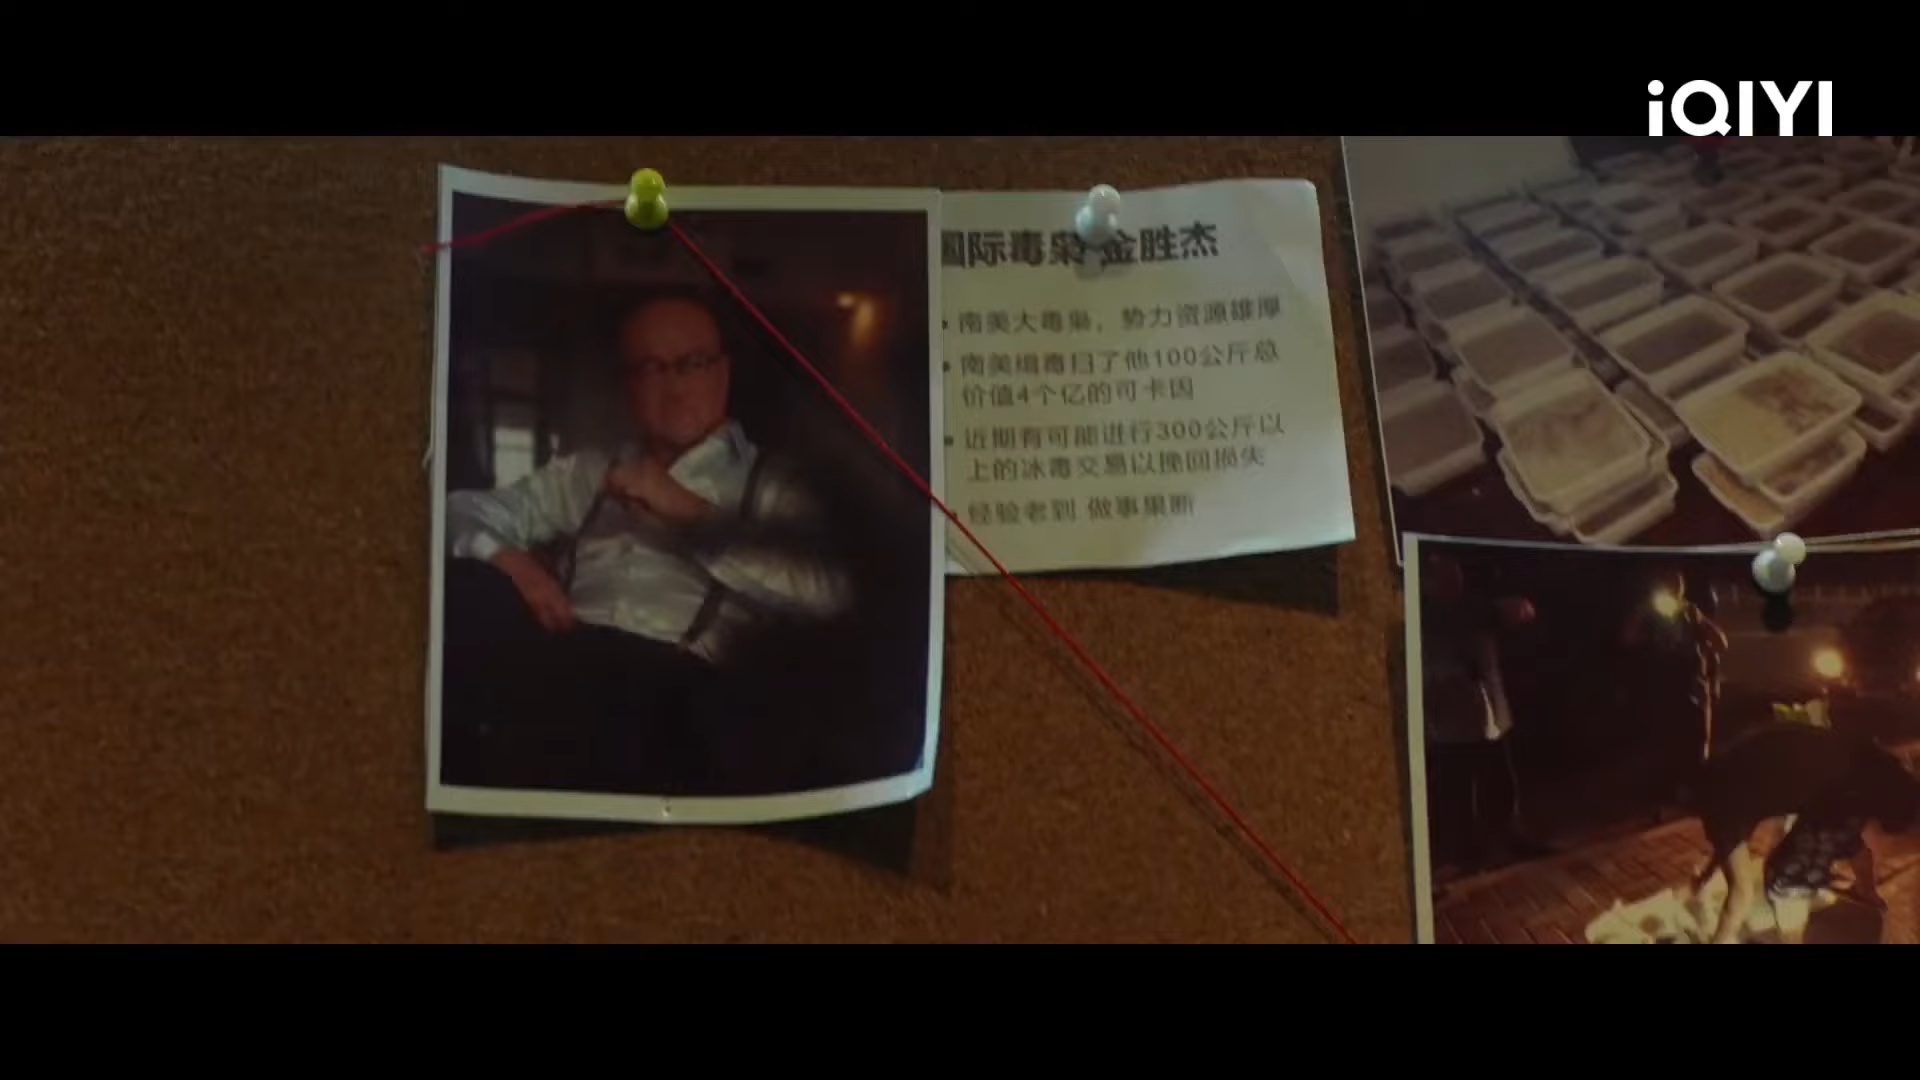 iQIYI
国际毒枭 金胜杰
南美大毒枭，势力资源雄厚
南美缉毒扫了他100公斤总
价值4个亿的可卡因
近期有可能进行300公斤以
上的冰毒交易以挽回损失
经验老到 做事果断